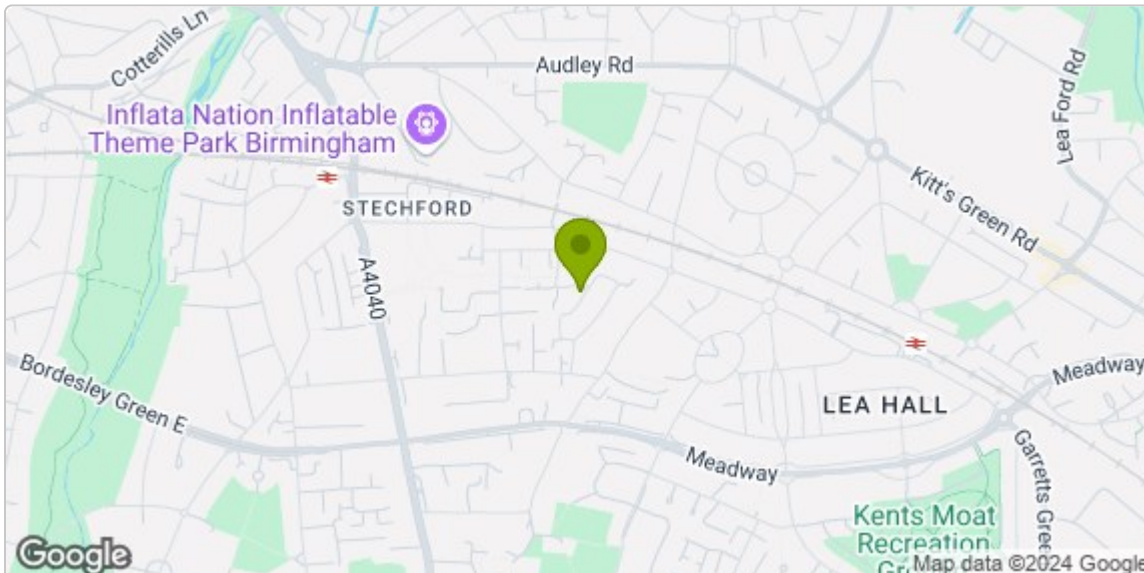 Cotterills Ln
Audley Rd
Lea Ford Rd
Inflata Nation Inflatable
Theme Park Birmingham
Kitt's Green Rd
STECHFORD
A4040
Bordesley Green E
Meadway
LEA HALL
Meadway
Garretts Gree
Kents Moat
Recreation
Google
Map data ©2024 Google